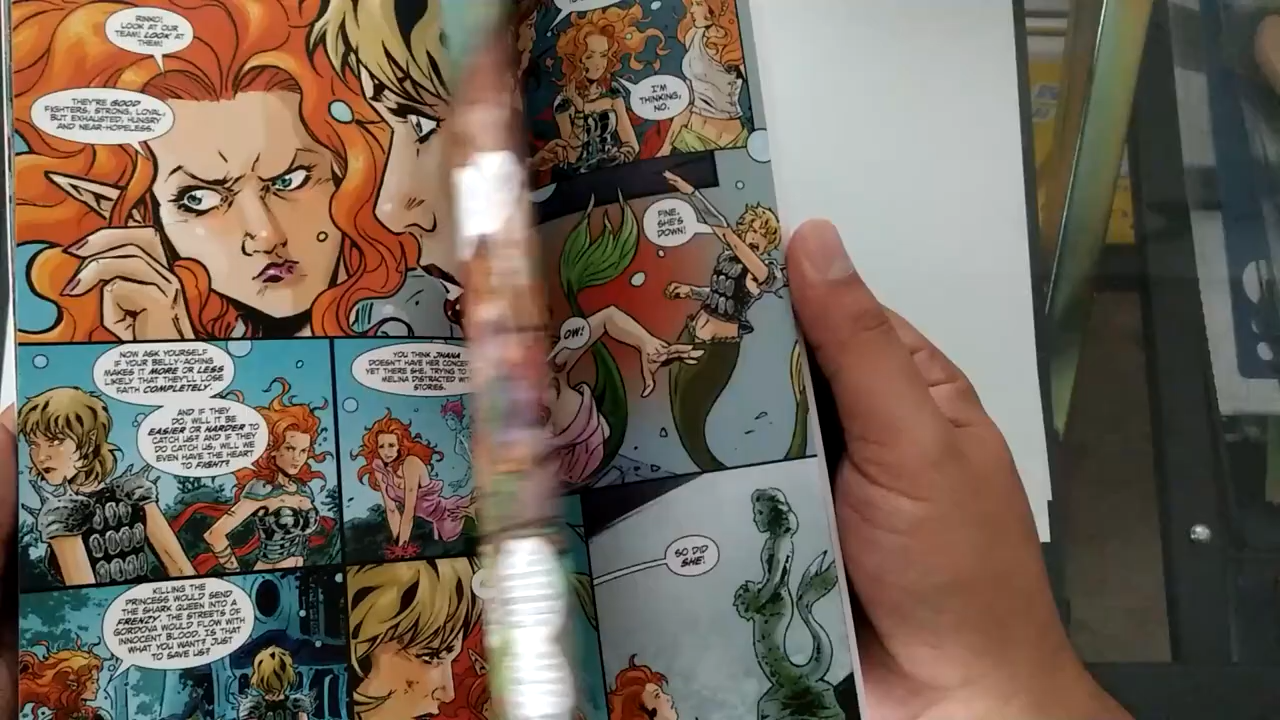 RINKO!
LOOK AT OUR
TEAM! LOOK AT
THEM!
THEY'RE GOOD
FIGHTERS, STRONG, LOYAL,
BUT EXHAUSTED, HUNGRY
AND NEAR-HOPELESS.
NOW ASK YOURSELF
IF YOUR BELLY-ACHING
MAKES IT MORE OR LESS
LIKELY THAT THEY'LL LOSE
FAITH COMPLETELY.
AND IF THEY
DO, WILL IT BE
EASIER OR HARDER TO
CATCH US? AND IF THEY
DO CATCH US, WILL WE
EVEN HAVE THE HEART
TO FIGHT?
YOU THINK JHANA
DOESN'T HAVE HER
YET THERE SHE, TRYING TO
MELINA DISTRACTED
STORIES.
KILLING THE
PRINCESS WOULD SEND
THE SHARK QUEEN INTO A
FRENZY. THE STREETS OF
GORDOVA WOULD FLOW WITH
INNOCENT BLOOD. IS THAT
WHAT YOU WANT? JUST
TO SAVE US?
I'M
THINKING,
NO.
FINE.
SHE'S
DOWN!
OW!
SO DID
SHE!